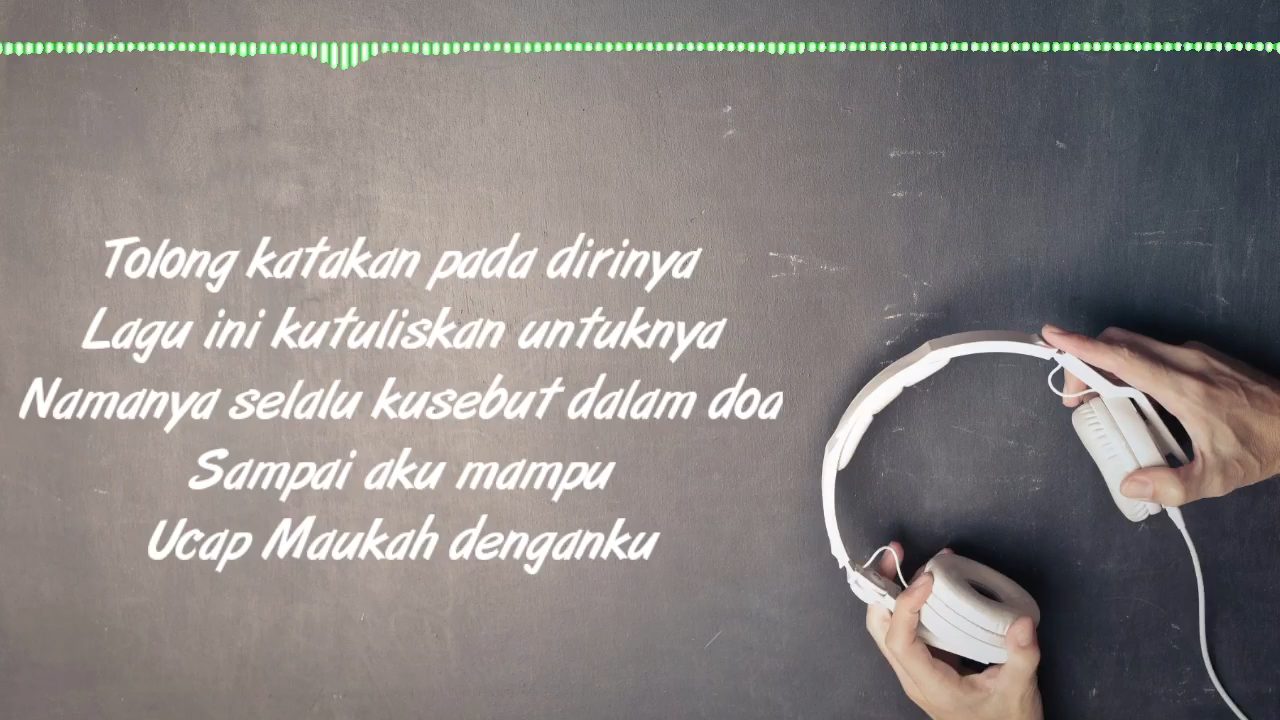 Tolong katakan pada dirinya
Lagu ini kutuliskan untuknya
Namanya selalu kusebut dalam doa
Sampai aku mampu
Ucap Maukah denganku